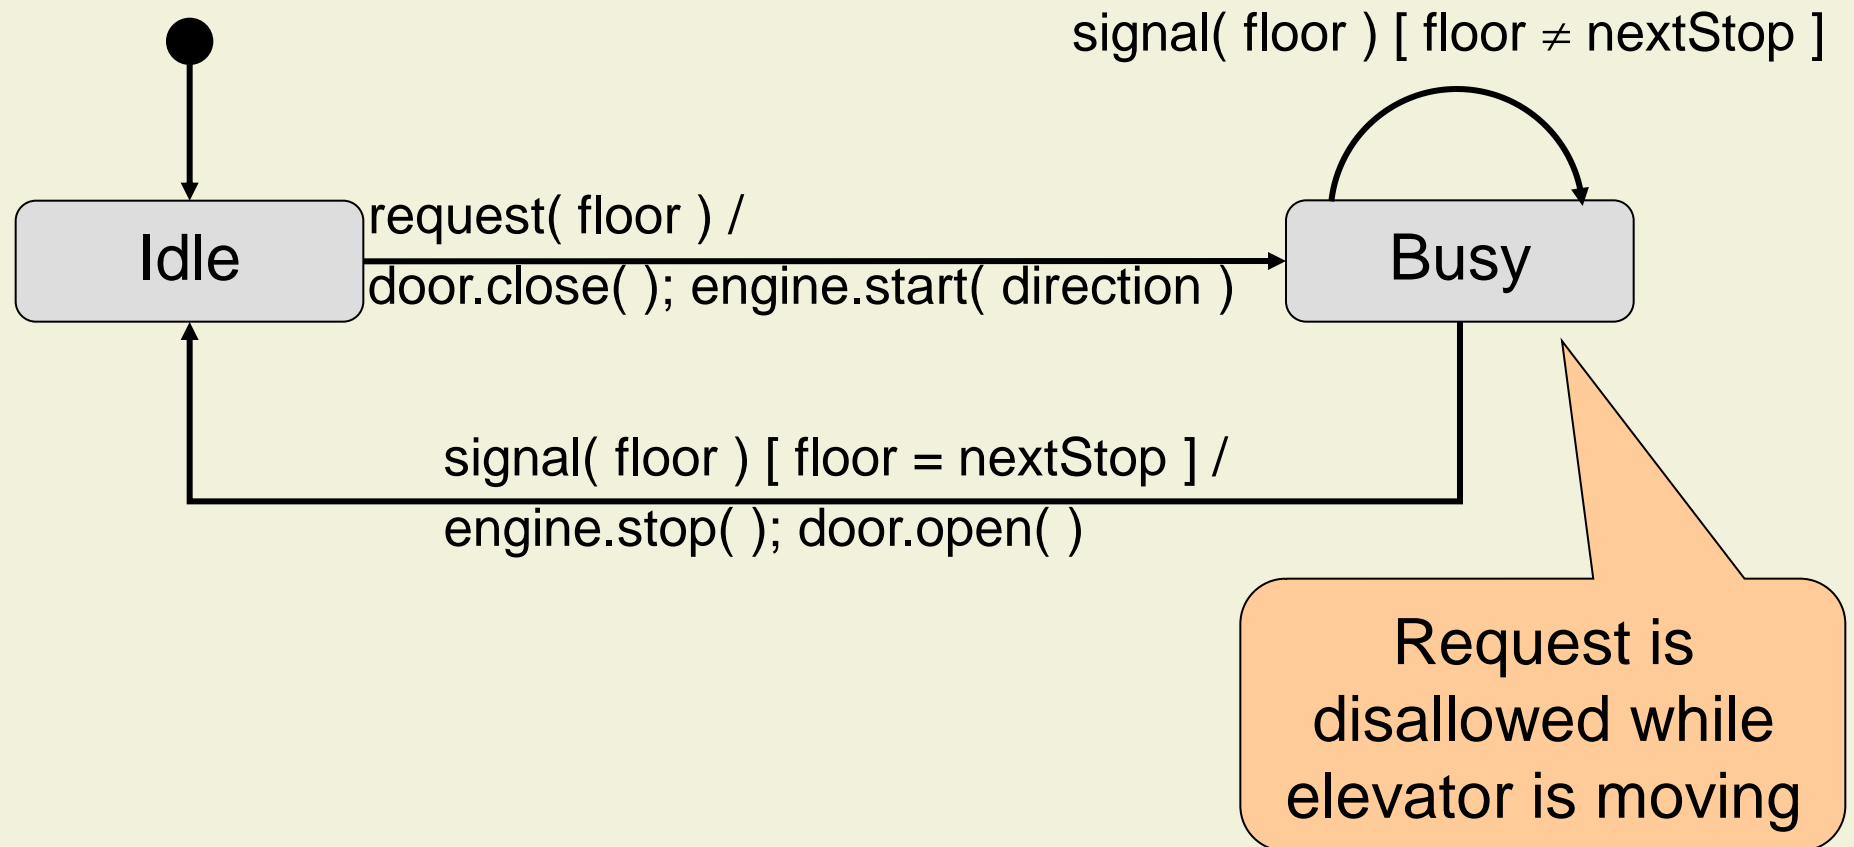 signal( floor ) [ floor ≠ nextStop ]
request( floor ) /
Idle
Busy
door.close( ); engine.start( direction )
signal( floor ) [ floor = nextStop ] /
engine.stop( ); door.open( )
Request is
disallowed while
elevator is moving